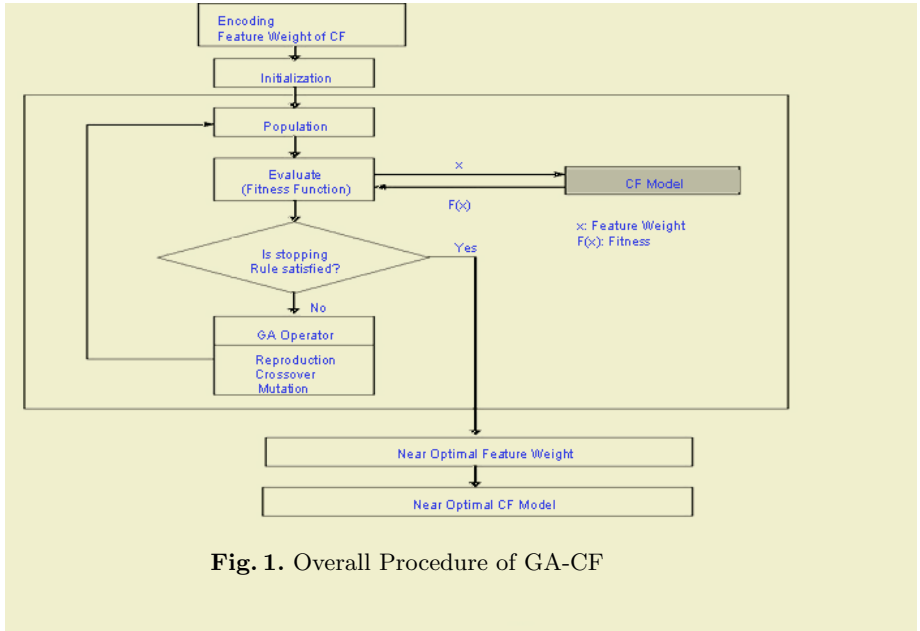 Encoding
Feature Weight of CF
Initialization
Population
Evaluate
(Fitness Function)
x
F(x)
CF Model
x: Feature Weight
F(x): Fitness
Is stopping
Rule satisfied?
Yes
No
GA Operator
Reproduction
Crossover
Mutation
Near Optimal Feature Weight
Near Optimal CF Model
Fig. 1. Overall Procedure of GA-CF